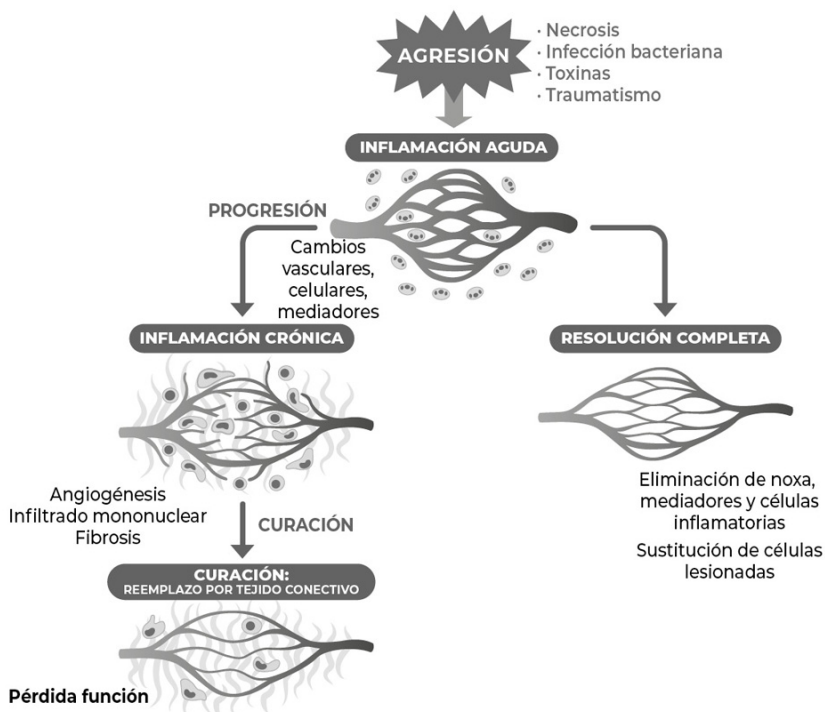 AGRESIÓN
· Necrosis
· Infección bacteriana
· Toxinas
· Traumatismo
INFLAMACIÓN AGUDA
PROGRESIÓN
Cambios
vasculares,
celulares,
mediadores
INFLAMACIÓN CRÓNICA
RESOLUCIÓN COMPLETA
Angiogénesis
Infiltrado mononuclear
Fibrosis
Eliminación de noxa,
mediadores y células
inflamatorias
Sustitución de células
lesionadas
CURACIÓN
CURACIÓN:
REEMPLAZO POR TEJIDO CONECTIVO
Pérdida función